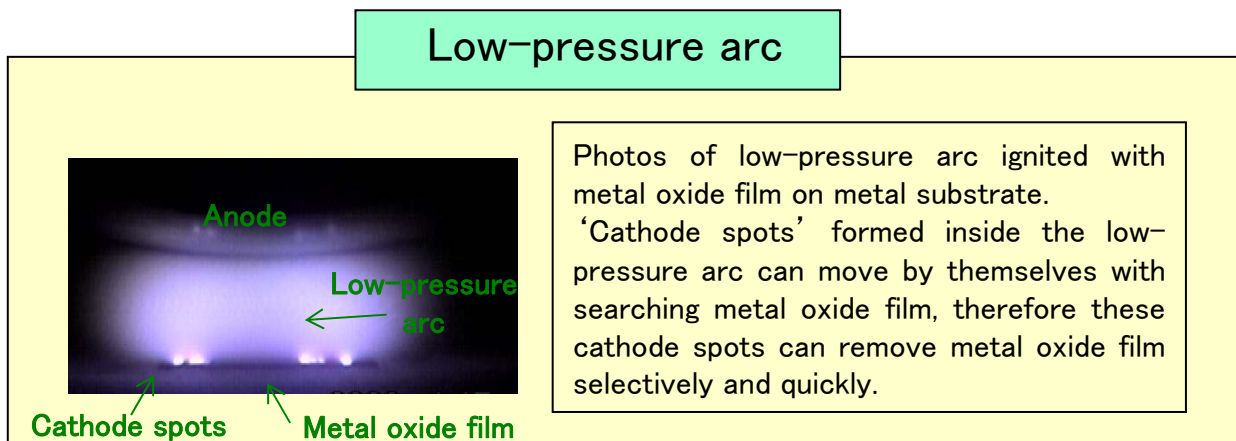 Low-pressure arc
Photos of low-pressure arc ignited with
metal oxide film on metal substrate.
‘Cathode spots’ formed inside the low-
pressure arc can move by themselves with
searching metal oxide film, therefore these
cathode spots can remove metal oxide film
selectively and quickly.
Anode
Low-pressure
arc
Cathode spots
Metal oxide film